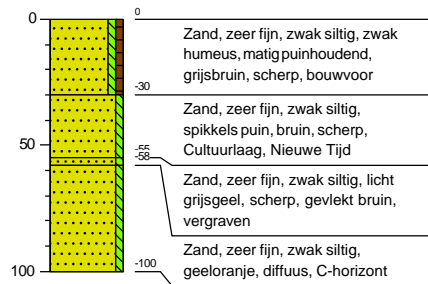 0
0
Zand, zeer fijn, zwak siltig, zwak
humeus, matig puinhoudend,
grijsbruin, scherp, bouwvoor
-30
Zand, zeer fijn, zwak siltig,
spikkels puin, bruin, scherp,
Cultuurlaag, Nieuwe Tijd
50
-55
-58
Zand, zeer fijn, zwak siltig, licht
grijsgeel, scherp, gevlekt bruin,
vergraven
Zand, zeer fijn, zwak siltig,
geeloranje, diffuus, C-horizont
100
-100